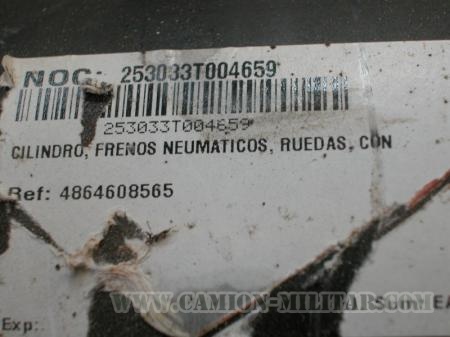 NOC: 253033T004659
253033T004659
CILINDRO, FRENOS NEUMATICOS, RUEDAS, CON
Ref: 4864608565
WWW.CAMION-MILITAR.COM
Exp: